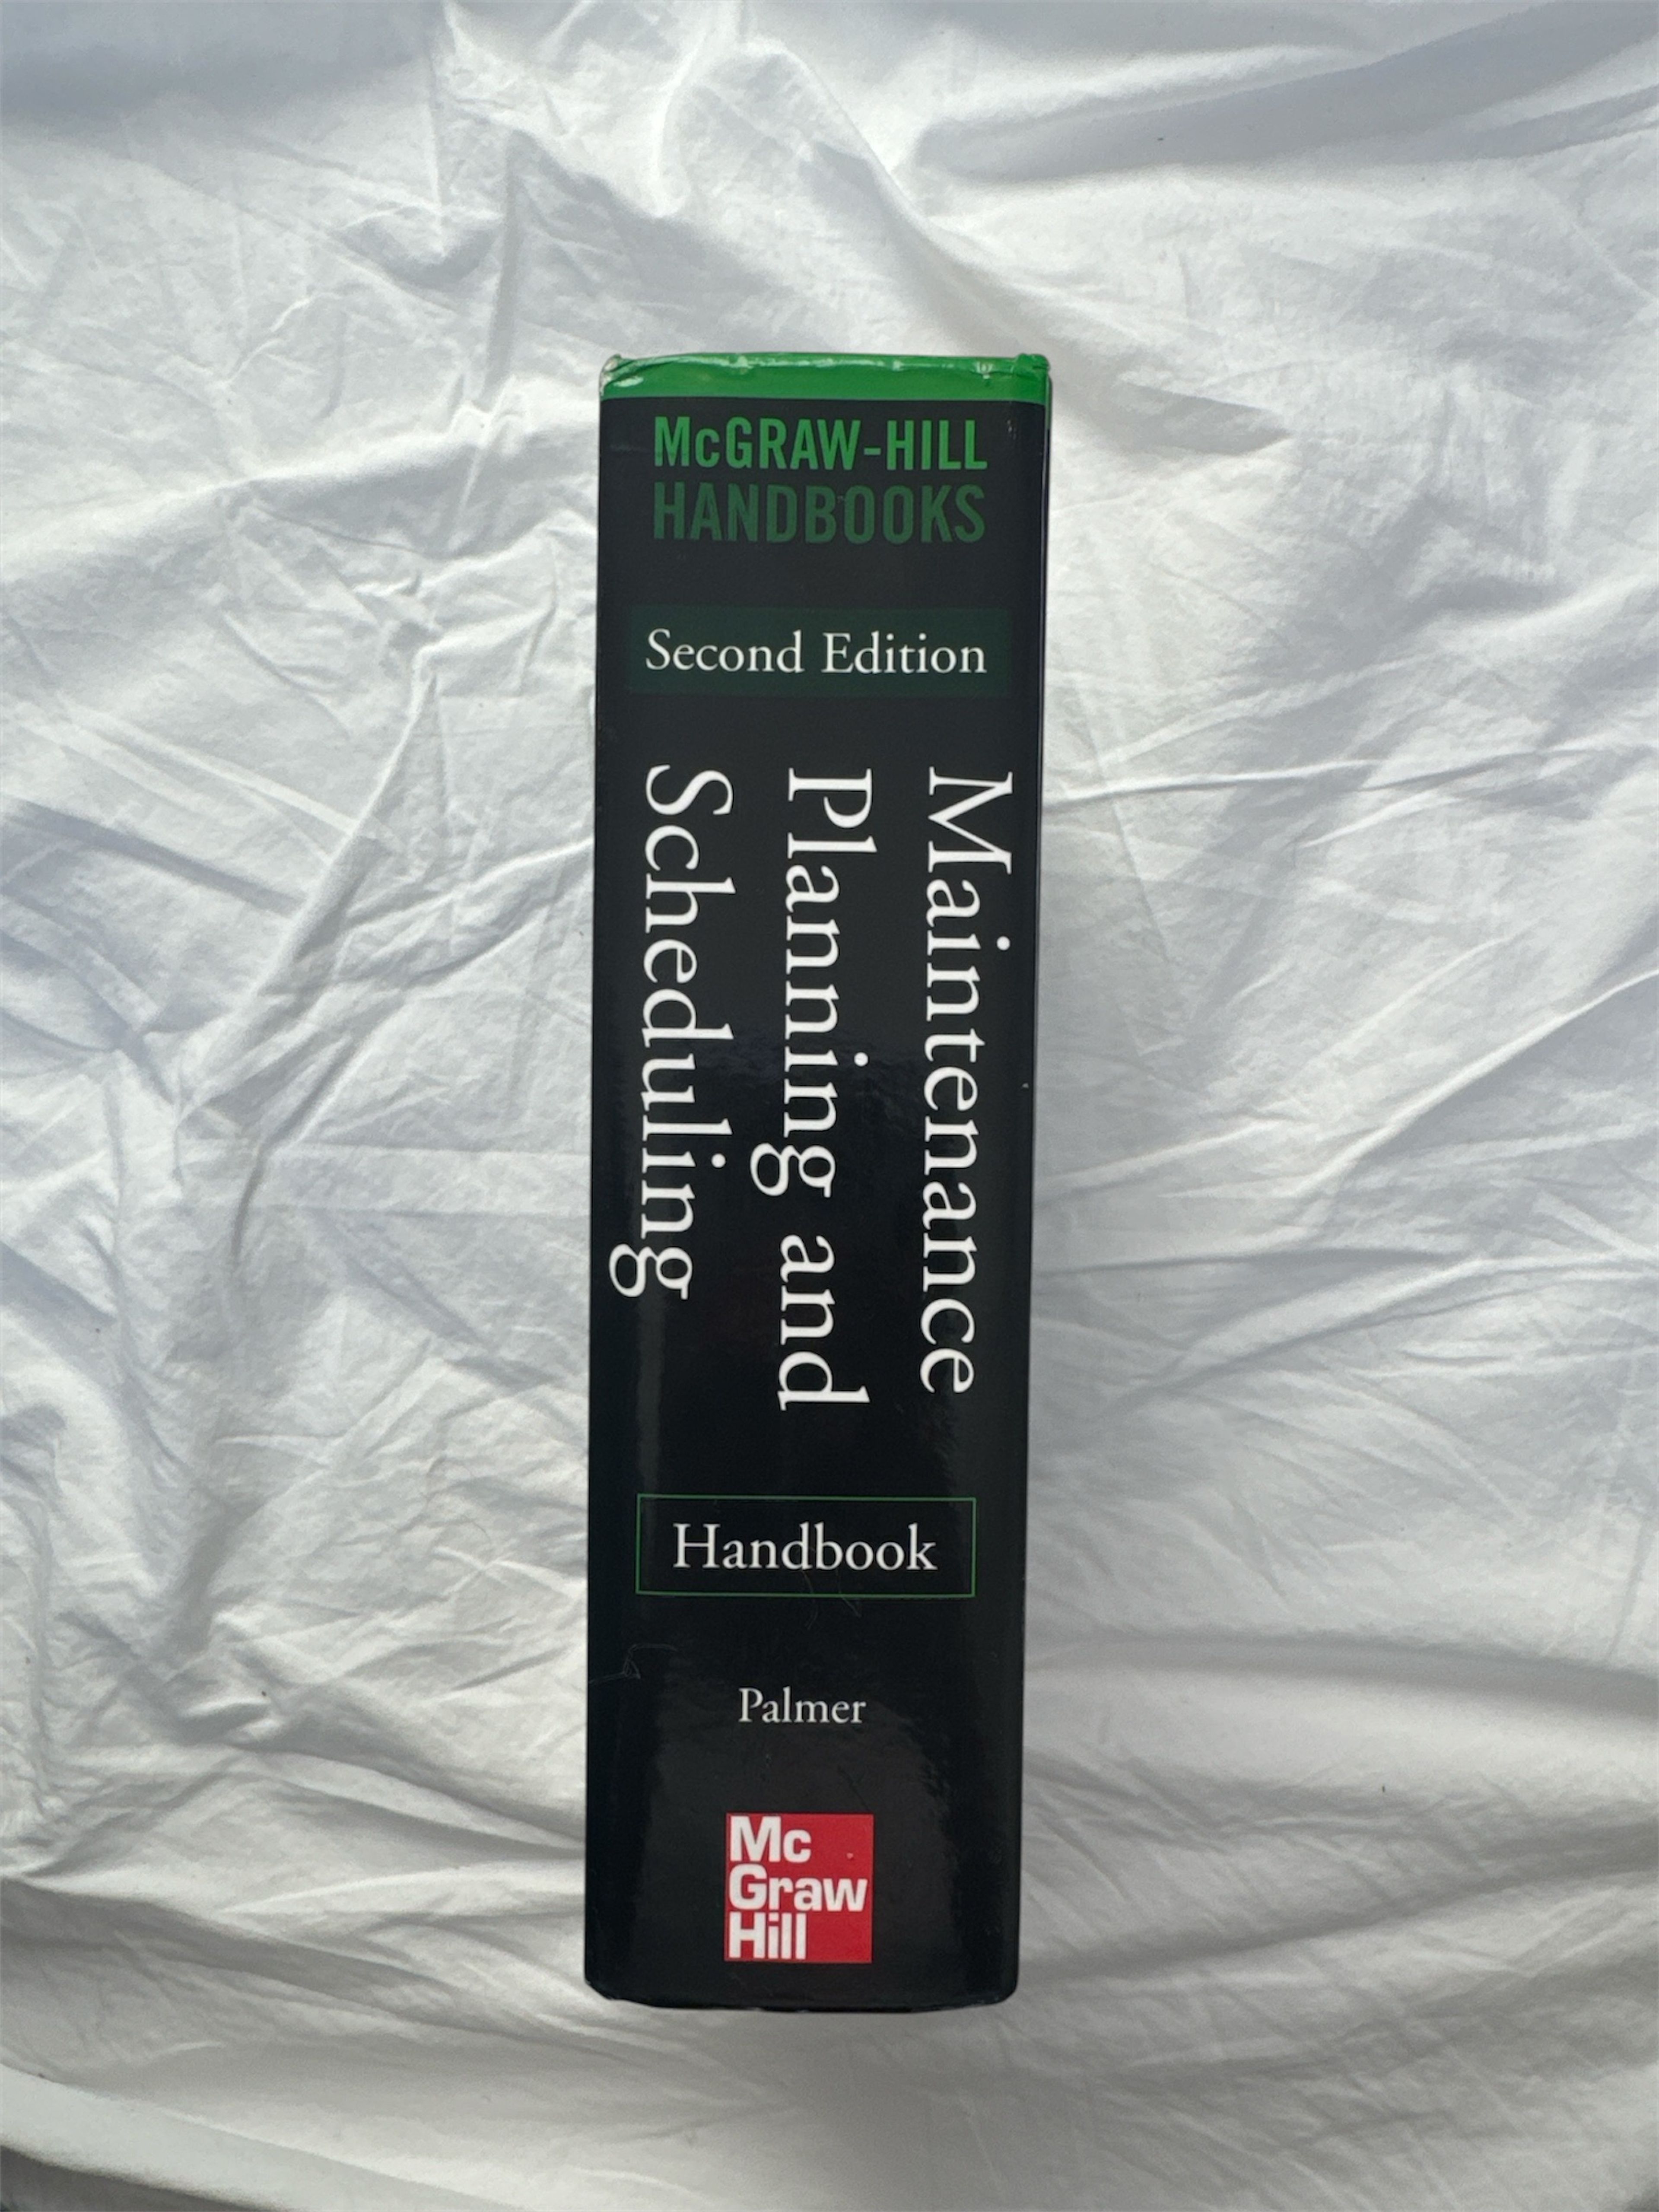 McGRAW-HILL
HANDBOOKS
Second Edition
Maintenance
Planning and
Scheduling
Handbook
Palmer
Mc
Graw
Hill